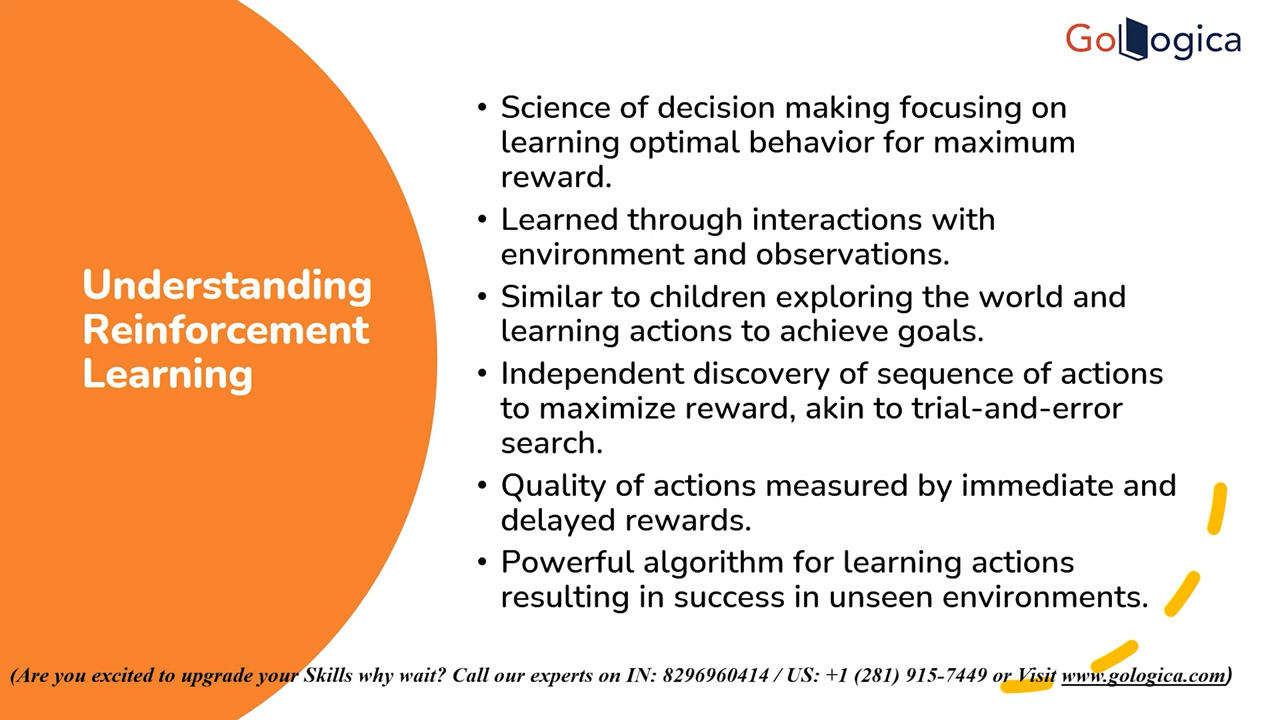 GoLogica
• Science of decision making focusing on
learning optimal behavior for maximum
reward.
• Learned through interactions with
environment and observations.
• Similar to children exploring the world and
learning actions to achieve goals.
• Independent discovery of sequence of actions
to maximize reward, akin to trial-and-error
search.
• Quality of actions measured by immediate and
delayed rewards.
• Powerful algorithm for learning actions
resulting in success in unseen environments.
Understanding
Reinforcement
Learning
(Are you excited to upgrade your Skills why wait? Call our experts on IN: 8296960414 / US: +1 (281) 915-7449 or Visit www.gologica.com)